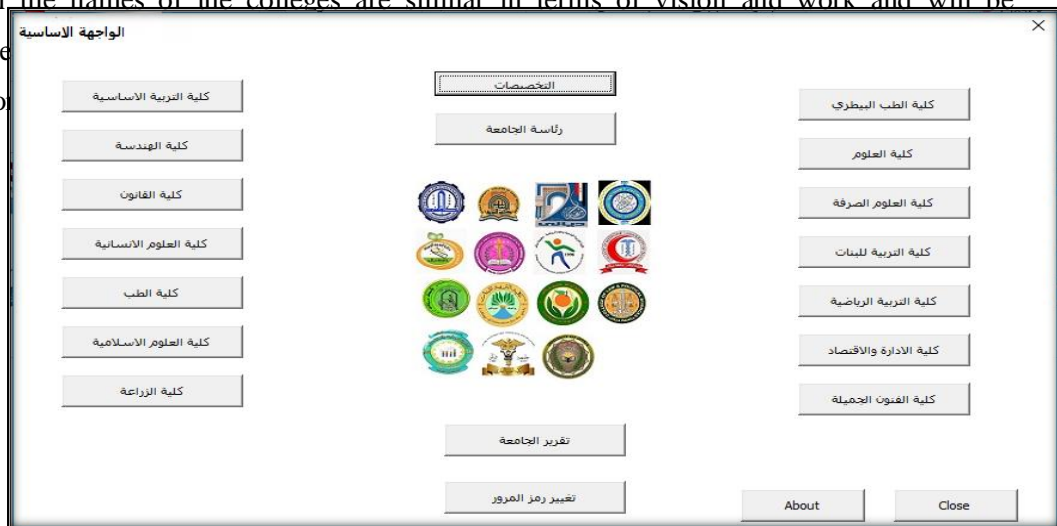 the names of the colleges are similar in terms of vision and work and will be
الواجهة الاساسية
كلية التربية الاساسية
كلية الهندسة
كلية القانون
كلية العلوم الانسانية
كلية الطب
كلية العلوم الاسلامية
كلية الزراعة
التخصصات
رئاسة الجامعة
تقرير الجامعة
تغيير رمز المرور
كلية الطب البيطري
كلية العلوم
كلية العلوم الصرفة
كلية التربية للبنات
كلية التربية الرياضية
كلية الادارة والاقتصاد
كلية الفنون الجميلة
About
Close